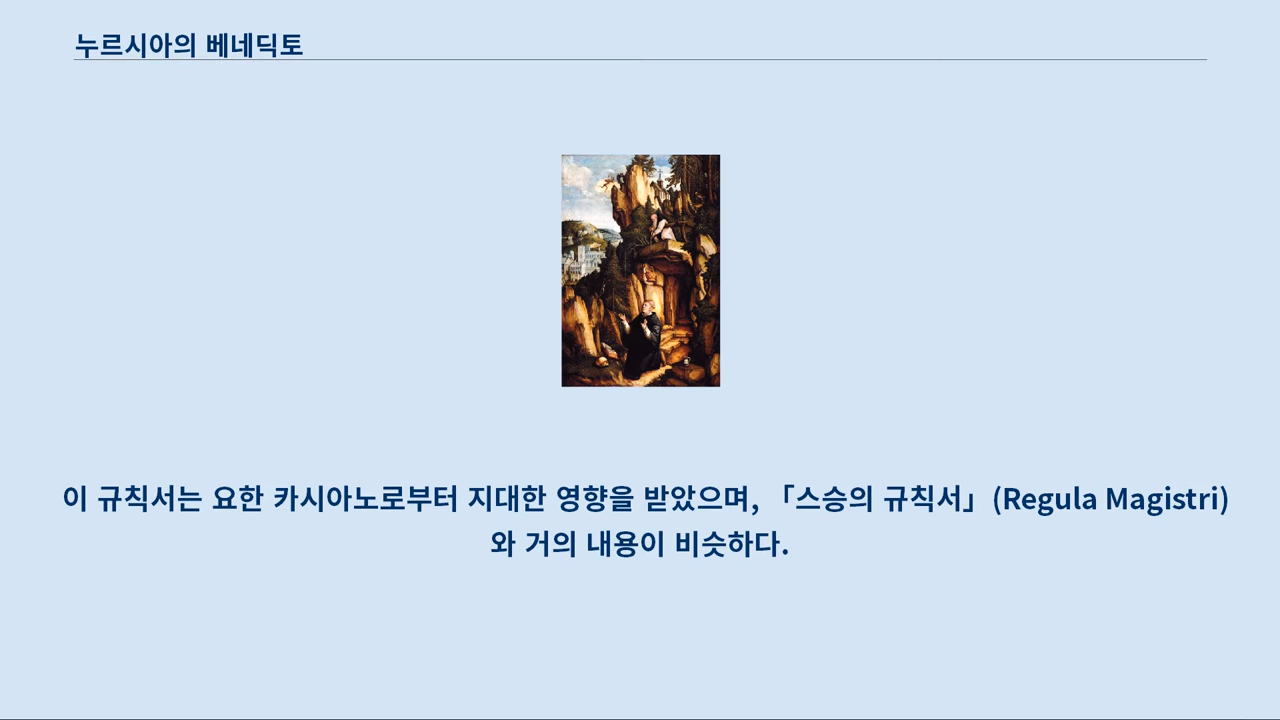 누르시아의 베네딕토
이 규칙서는 요한 카시아노로부터 지대한 영향을 받았으며, 「스승의 규칙서」(Regula Magistri)
와 거의 내용이 비슷하다.